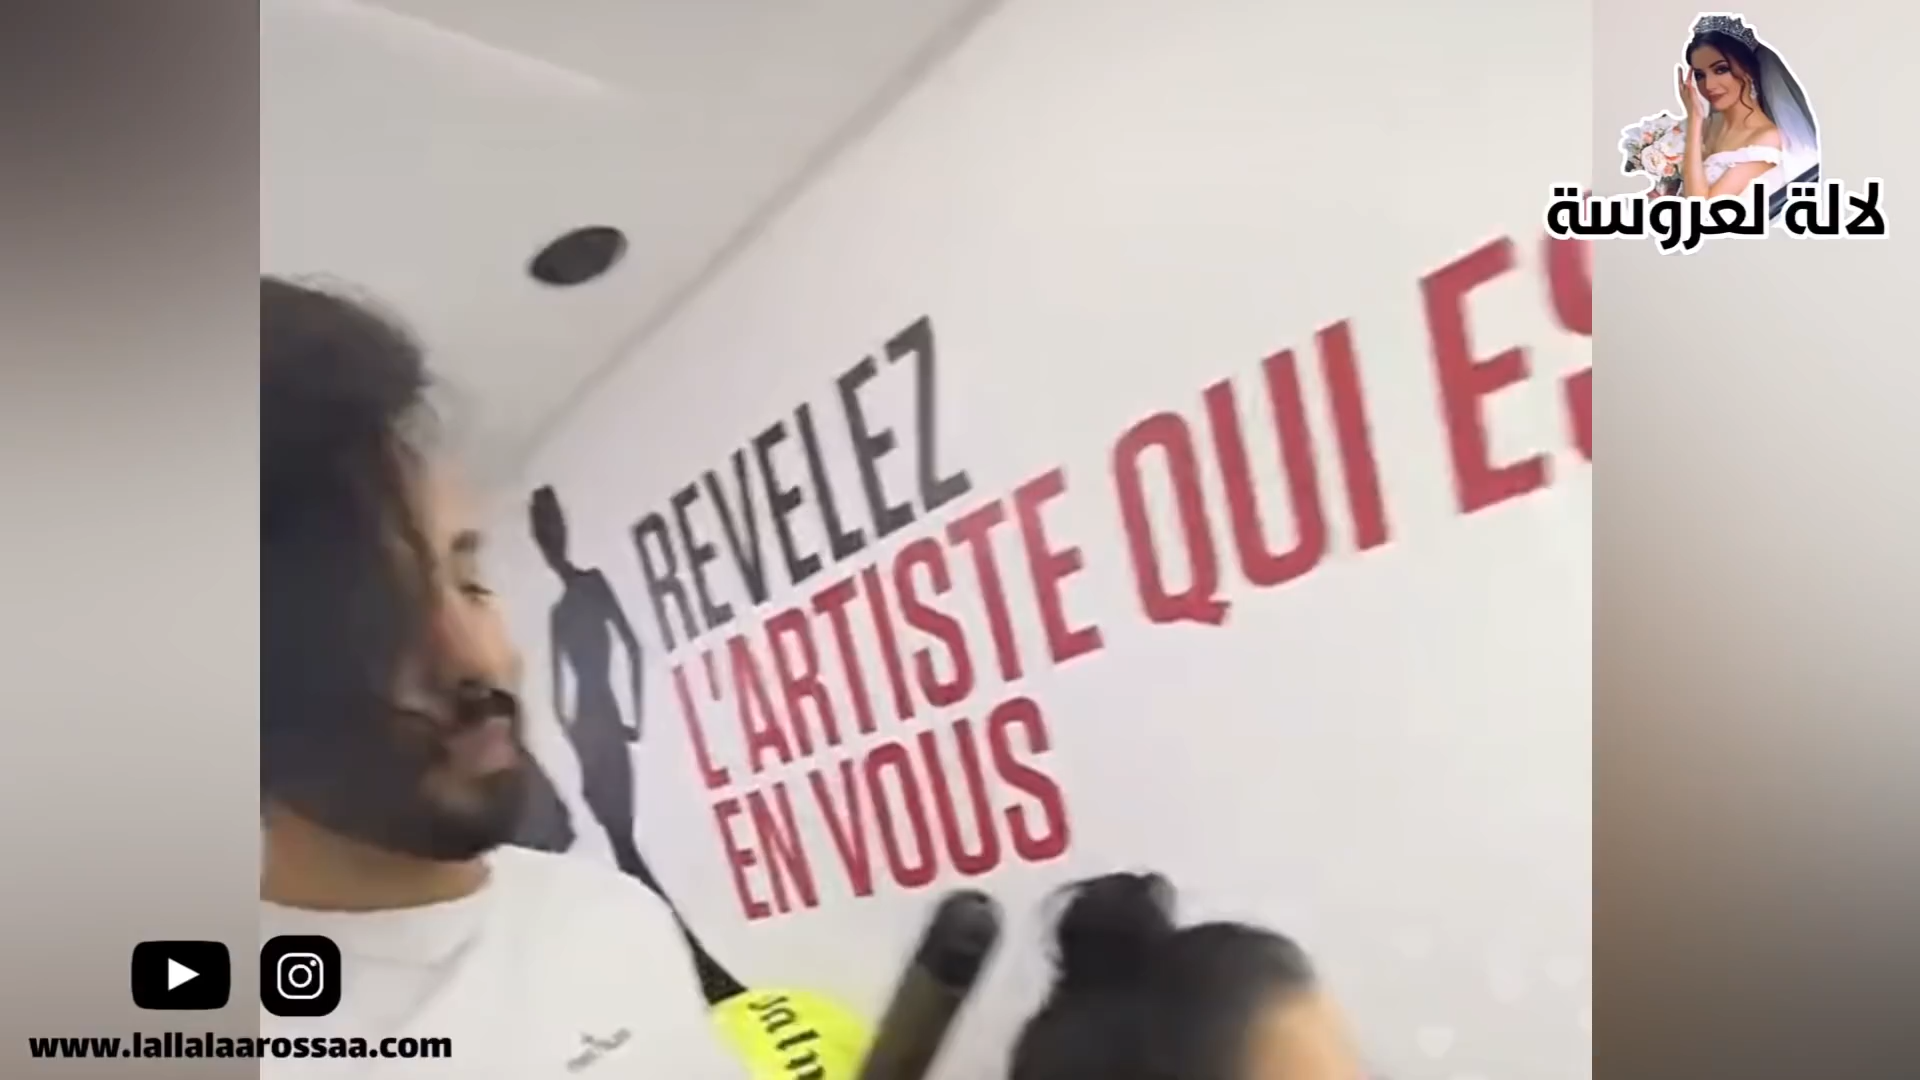 لالة لعروسة
REVELEZ
L'ARTISTE QUI ES
EN VOUS
www.lallalaarossaa.com